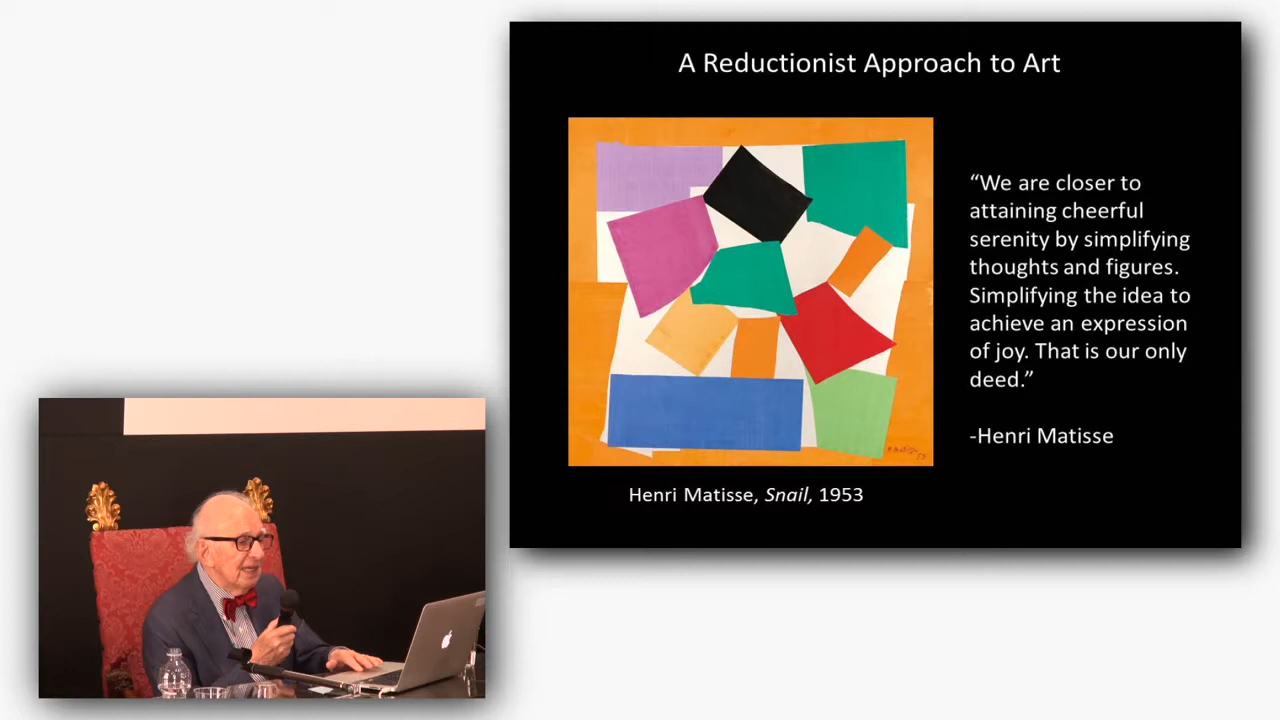 A Reductionist Approach to Art
“We are closer to
attaining cheerful
serenity by simplifying
thoughts and figures.
Simplifying the idea to
achieve an expression
of joy. That is our only
deed.”
-Henri Matisse
Henri Matisse, Snail, 1953